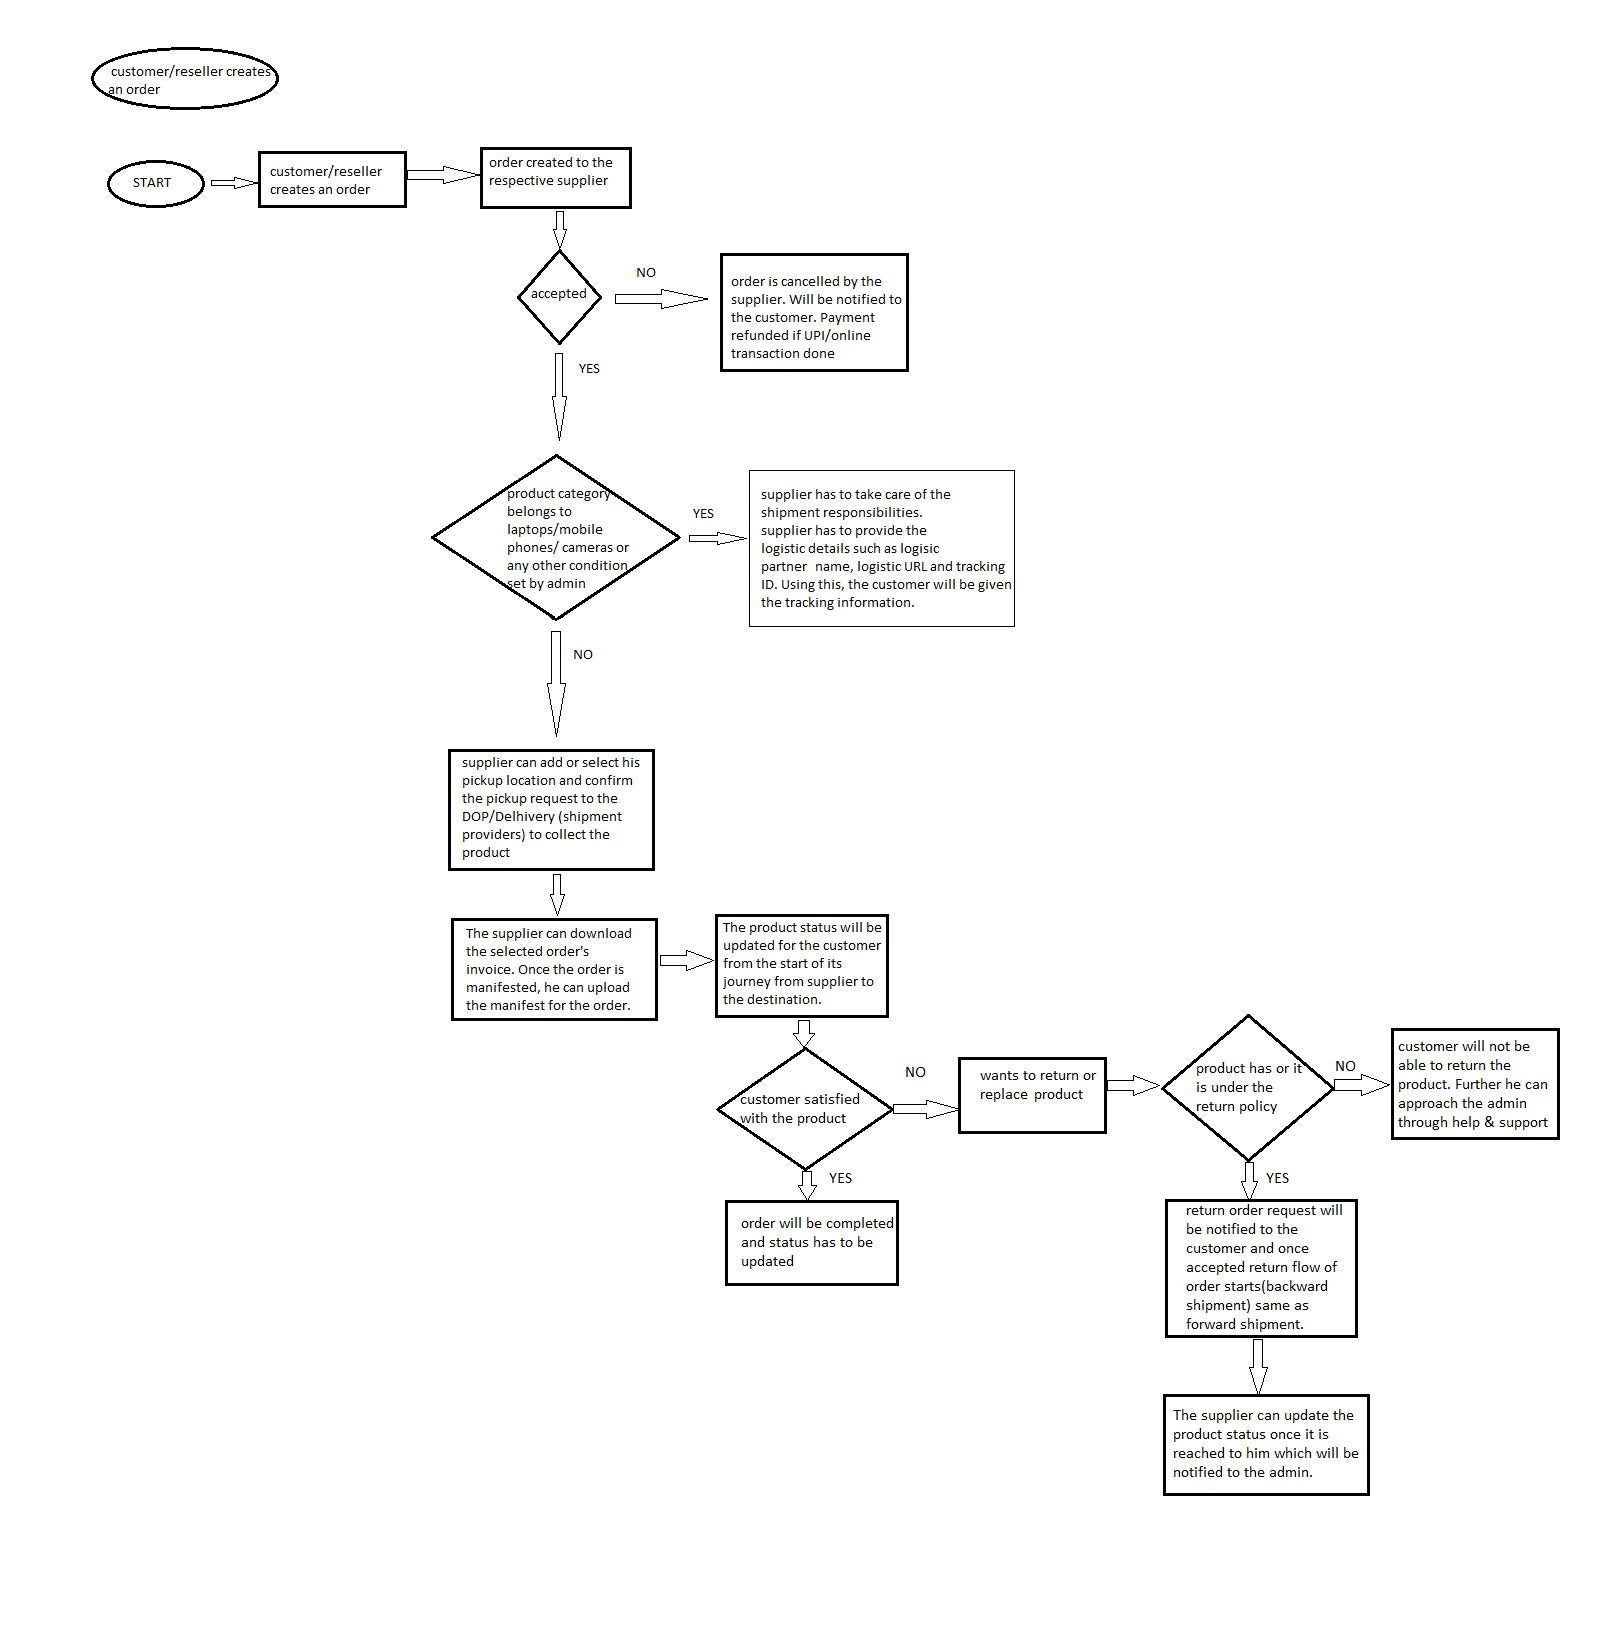 customer/reseller creates
an order
START
customer/reseller
creates an order
order created to the
respective supplier
accepted
NO
order is cancelled by the
supplier. Will be notified to
the customer. Payment
refunded if UPI/online
transaction done
YES
product category
belongs to
laptops/mobile
phones/ cameras or
any other condition
set by admin
YES
supplier has to take care of the
shipment responsibilities.
supplier has to provide the
logistic details such as logisic
partner name, logistic URL and tracking
ID. Using this, the customer will be given
the tracking information.
NO
supplier can add or select his
pickup location and confirm
the pickup request to the
DOP/Delhivery (shipment
providers) to collect the
product
The supplier can download
the selected order's
invoice. Once the order is
manifested, he can upload
the manifest for the order.
The product status will be
updated for the customer
from the start of its
journey from supplier to
the destination.
customer satisfied
with the product
NO
wants to return or
replace product
product has or it
is under the
return policy
NO
customer will not be
able to return the
product. Further he can
approach the admin
through help & support
YES
order will be completed
and status has to be
updated
YES
return order request will
be notified to the
customer and once
accepted return flow of
order starts(backward
shipment) same as
forward shipment.
The supplier can update the
product status once it is
reached to him which will be
notified to the admin.